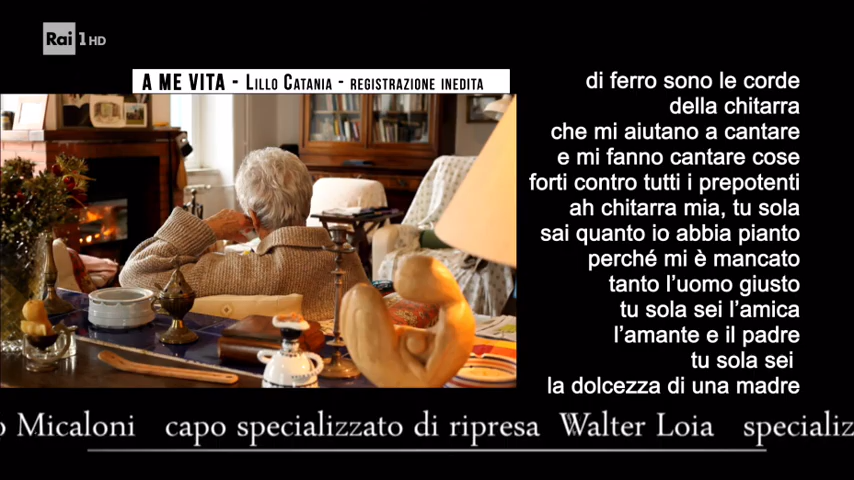 Rai 1 HD
A ME VITA - LILLO CATANIA - REGISTRAZIONE INEDITA
di ferro sono le corde
della chitarra
che mi aiutano a cantare
e mi fanno cantare cose
forti contro tutti i prepotenti
ah chitarra mia, tu sola
sai quanto io abbia pianto
perché mi è mancato
tanto l'uomo giusto
tu sola sei l'amica
l'amante e il padre
tu sola sei
la dolcezza di una madre
o Micaloni capo specializzato di ripresa Walter Loia specializ